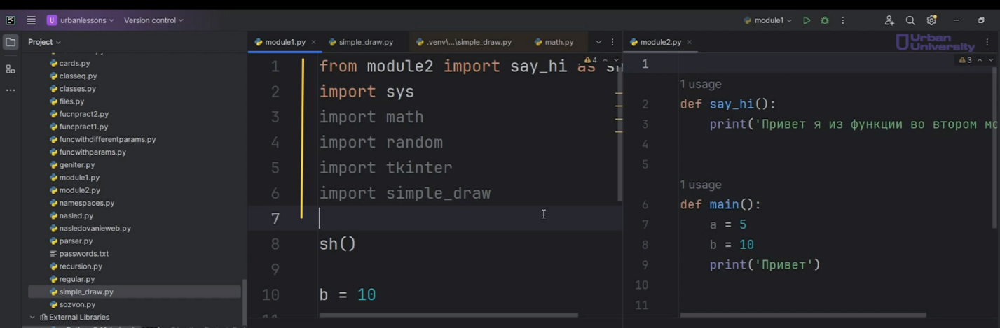 PC U urbanlessons Version control module1
Project module1.py simple_draw.py .venv\...\simple_draw.py math.py module2.py Urban University
cards.py
classeq.py
classes.py
files.py
fucnpract2.py
funcpract1.py
funcwithdifferentparams.py
funcwithparams.py
geniter.py
module1.py
module2.py
namespaces.py
nasled.py
nasledovanieweb.py
parser.py
passwords.txt
recursion.py
regular.py
simple_draw.py
sozvon.py
External Libraries
1 from module2 import say_hi as 4
2 import sys
3 import math
4 import random
5 import tkinter
6 import simple_draw
7
8 sh()
9
10 b = 10
1 3
1 usage
2 def say_hi():
3 print('Привет я из функции во втором
4
5
1 usage
6 def main():
7 a = 5
8 b = 10
9 print('Привет')
10
11